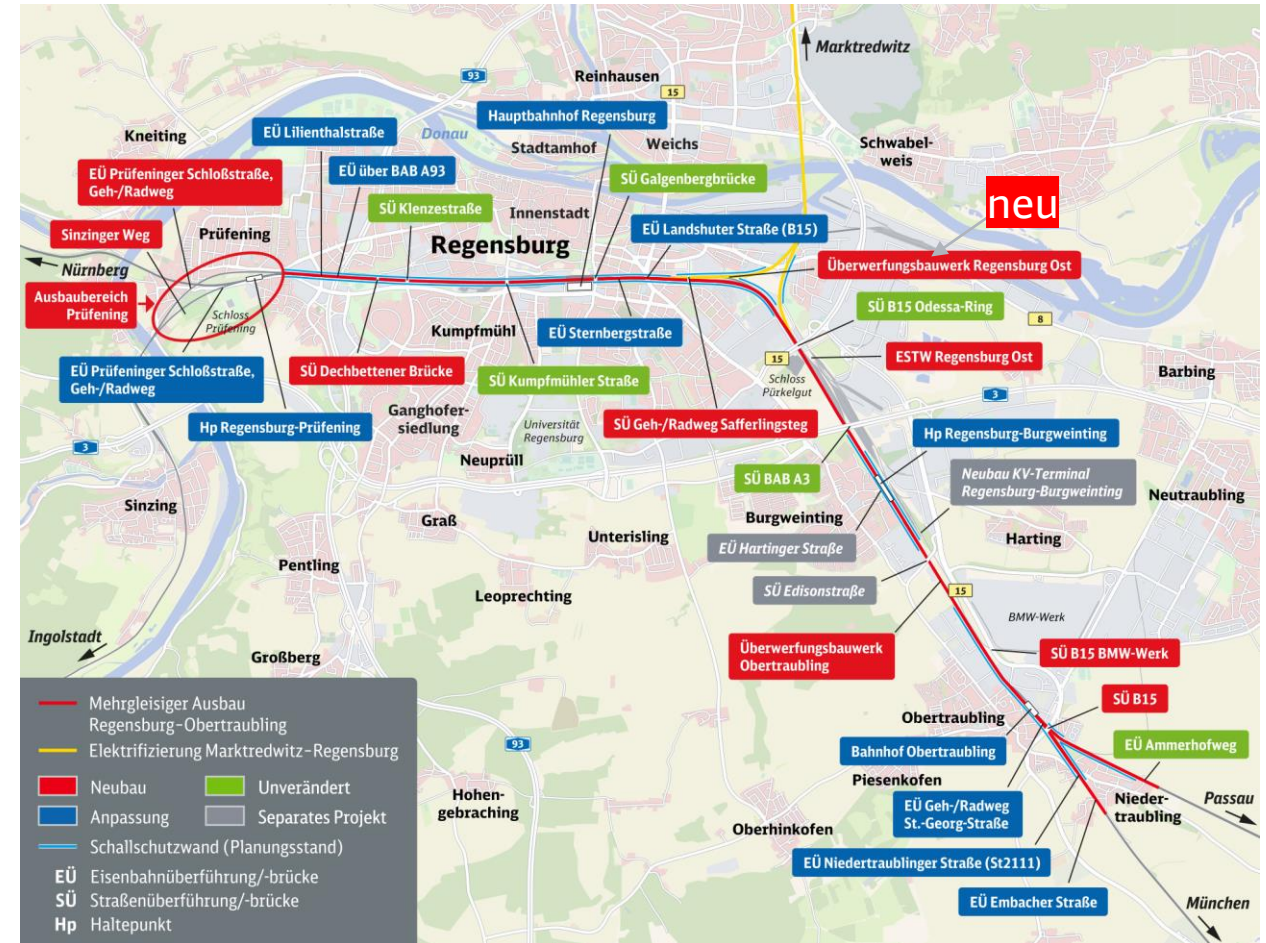 Marktredwitz
93
Reinhausen
15
Kneiting
EÜ Lilienthalstraße
Donau
Hauptbahnhof Regensburg
Stadtamhof
Weichs
Schwabel-
weis
EÜ Prüfeninger Schloßstraße,
Geh-/Radweg
EÜ über BAB A93
SÜ Galgenbergbrücke
neu
SÜ Klenzestraße
Innenstadt
Sinzinger Weg
Prüfening
Regensburg
EÜ Landshuter Straße (B15)
Nürnberg
Überwerfungsbauwerk Regensburg Ost
Ausbaubereich
Prüfening
Schloss
Prüfening
Kumpfmühl
EÜ Sternbergstraße
SÜ B15 Odessa-Ring
8
EÜ Prüfeninger Schloßstraße,
Geh-/Radweg
SÜ Dechbettener Brücke
SÜ Kumpfmühler Straße
15
ESTW Regensburg Ost
Schloss
Pürkelgut
Barbing
3
Hp Regensburg-Prüfening
Ganghofer-
siedlung
Universität
Regensburg
SÜ Geh-/Radweg Safferlingsteg
Hp Regensburg-Burgweinting
3
Neuprüll
SÜ BAB A3
Neubau KV-Terminal
Regensburg-Burgweinting
Neutraubling
Sinzing
Graß
Burgweinting
Unterisling
EÜ Hartinger Straße
Harting
Pentling
SÜ Edisonstraße
15
Leoprechting
BMW-Werk
Ingolstadt
Großberg
Überwerfungsbauwerk
Obertraubling
SÜ B15 BMW-Werk
Mehrgleisiger Ausbau
Regensburg–Obertraubling
Elektrifizierung Marktredwitz–Regensburg
Neubau
Unverändert
Anpassung
Separates Projekt
Schallschutzwand (Planungsstand)
EÜ Eisenbahnüberführung/-brücke
SÜ Straßenüberführung/-brücke
Hp Haltepunkt
93
Obertraubling
SÜ B15
Bahnhof Obertraubling
EÜ Ammerhofweg
Piesenkofen
Hohen-
gebraching
EÜ Geh-/Radweg
St.-Georg-Straße
Nieder-
traubling
Passau
Oberhinkofen
EÜ Niedertraublinger Straße (St2111)
EÜ Embacher Straße
München